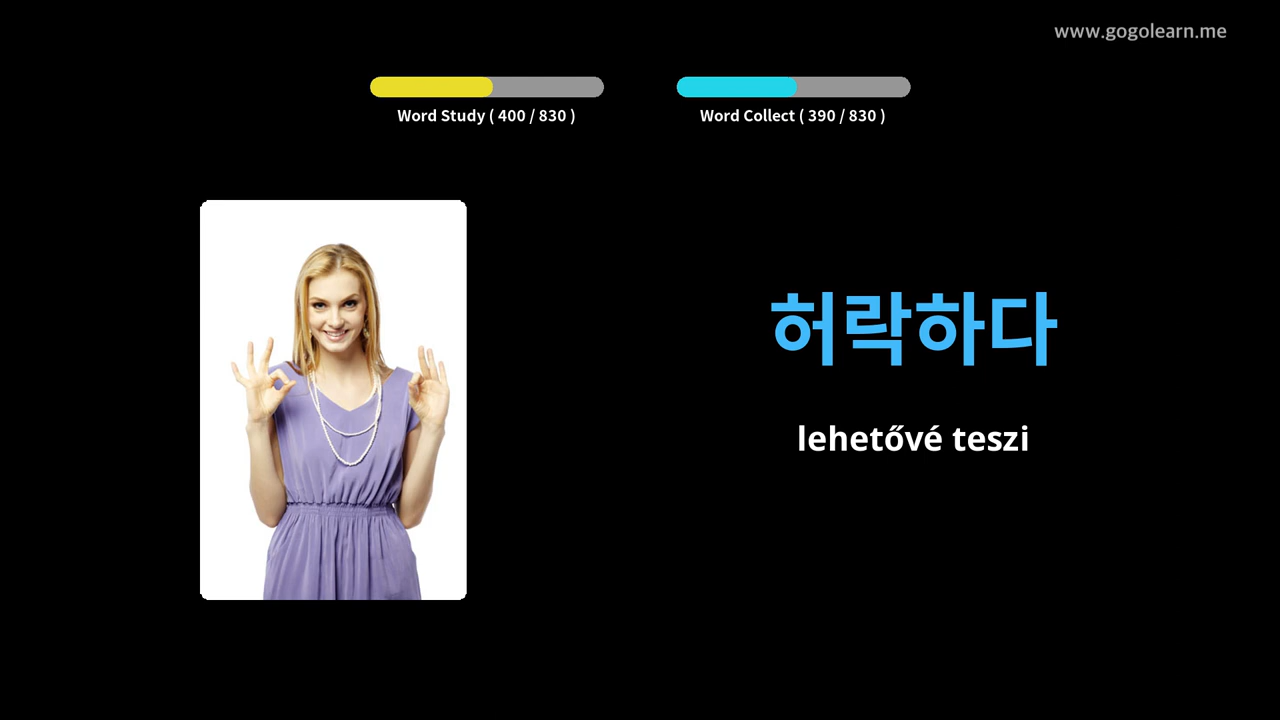 www.gogolearn.me
Word Study ( 400 / 830 )
Word Collect ( 390 / 830 )
허락하다
lehetővé teszi